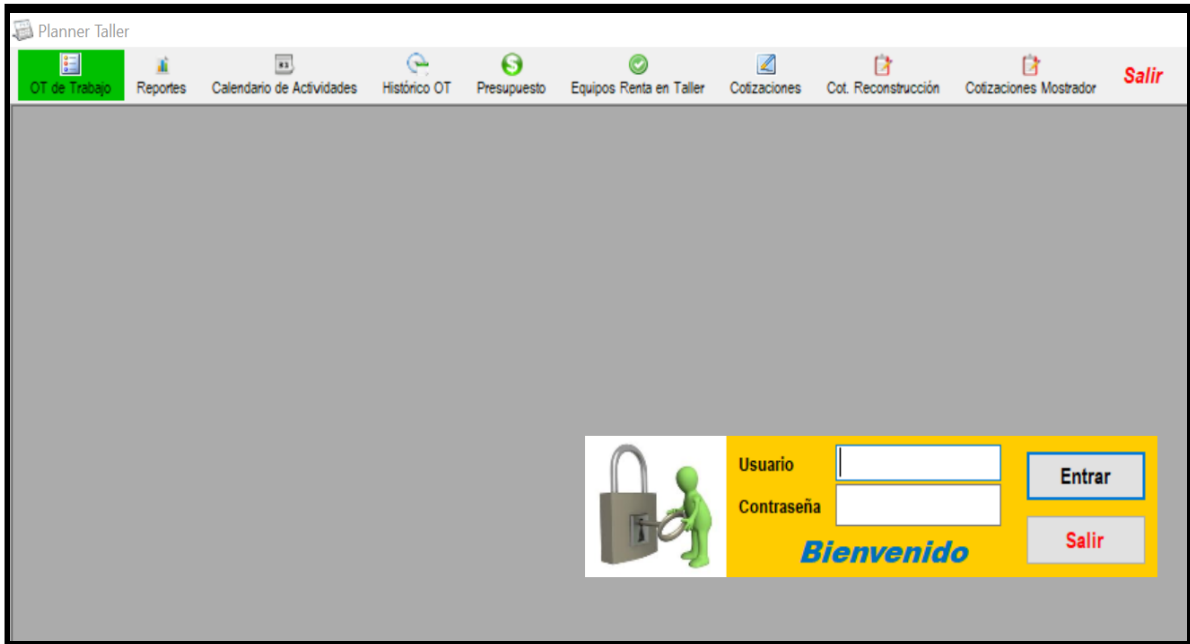 Planner Taller
OT de Trabajo
Reportes
Calendario de Actividades
Histórico OT
Presupuesto
Equipos Renta en Taller
Cotizaciones
Cot. Reconstrucción
Cotizaciones Mostrador
Salir
Usuario
Contraseña
Bienvenido
Entrar
Salir